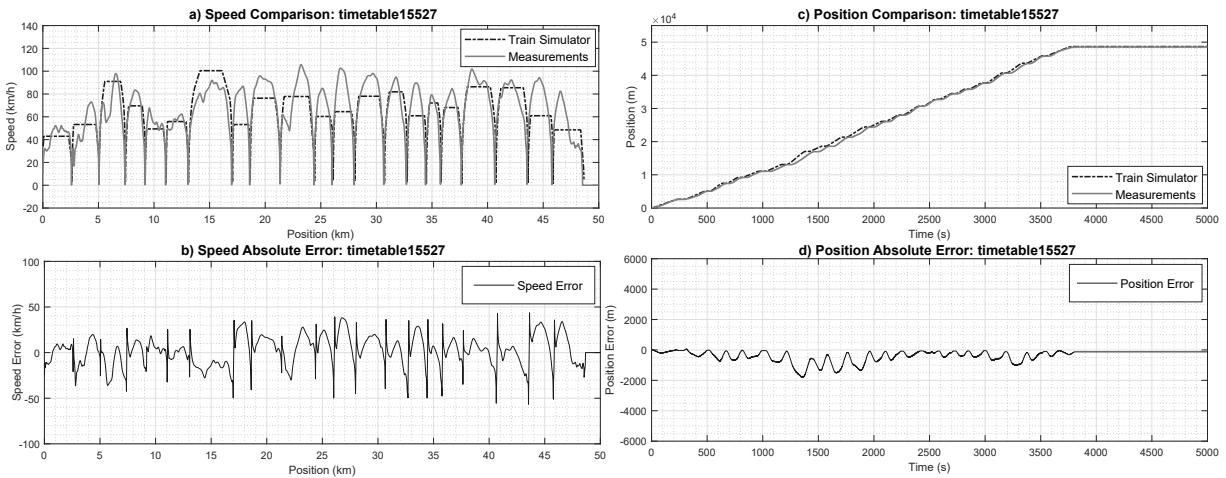 a) Speed Comparison: timetable15527
140
120
100
80
60
40
20
0
-20
Speed (km/h)
Train Simulator
Measurements
0 5 10 15 20 25 30 35 40 45 50
Position (km)
c) Position Comparison: timetable15527
× 10⁴
5
4
3
2
1
0
Position (m)
Train Simulator
Measurements
0 500 1000 1500 2000 2500 3000 3500 4000 4500 5000
Time (s)
b) Speed Absolute Error: timetable15527
100
50
0
-50
-100
Speed Error (km/h)
Speed Error
0 5 10 15 20 25 30 35 40 45 50
Position (km)
d) Position Absolute Error: timetable15527
6000
4000
2000
0
-2000
-4000
-6000
Position Error (m)
Position Error
0 500 1000 1500 2000 2500 3000 3500 4000 4500 5000
Time (s)